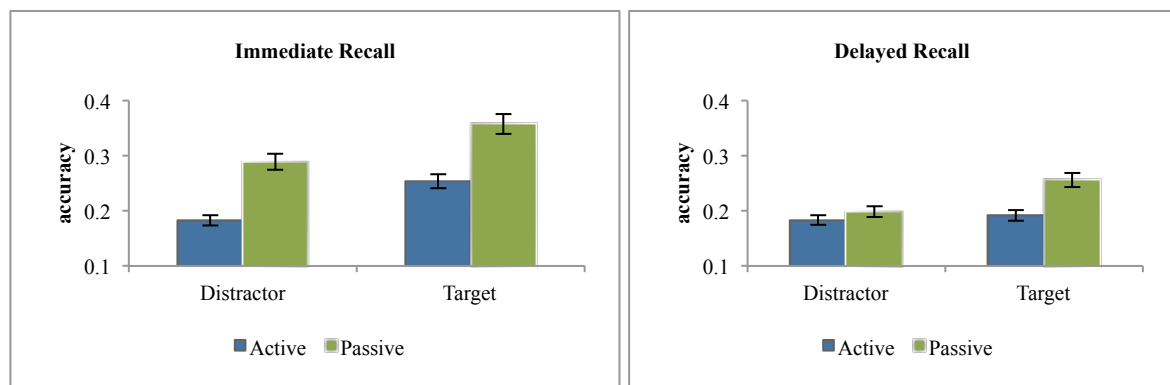 Immediate Recall
accuracy
0.4
0.3
0.2
0.1
Distractor Target
Active Passive
Delayed Recall
accuracy
0.4
0.3
0.2
0.1
Distractor Target
Active Passive